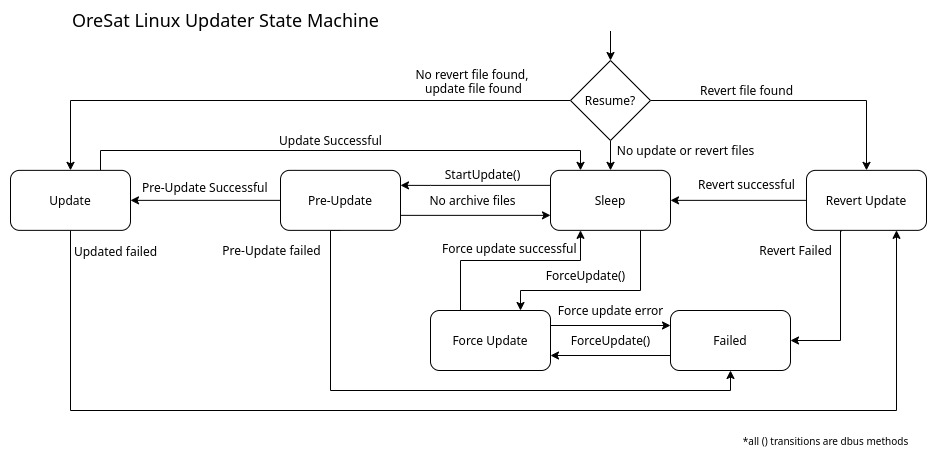 OreSat Linux Updater State Machine
No revert file found,
update file found
Resume?
Revert file found
Update Successful
No update or revert files
Update
Pre-Update Successful
Pre-Update
StartUpdate()
No archive files
Sleep
Revert successful
Revert Update
Updated failed
Pre-Update failed
Force update successful
Revert Failed
ForceUpdate()
Force Update
Force update error
ForceUpdate()
Failed
*all () transitions are dbus methods